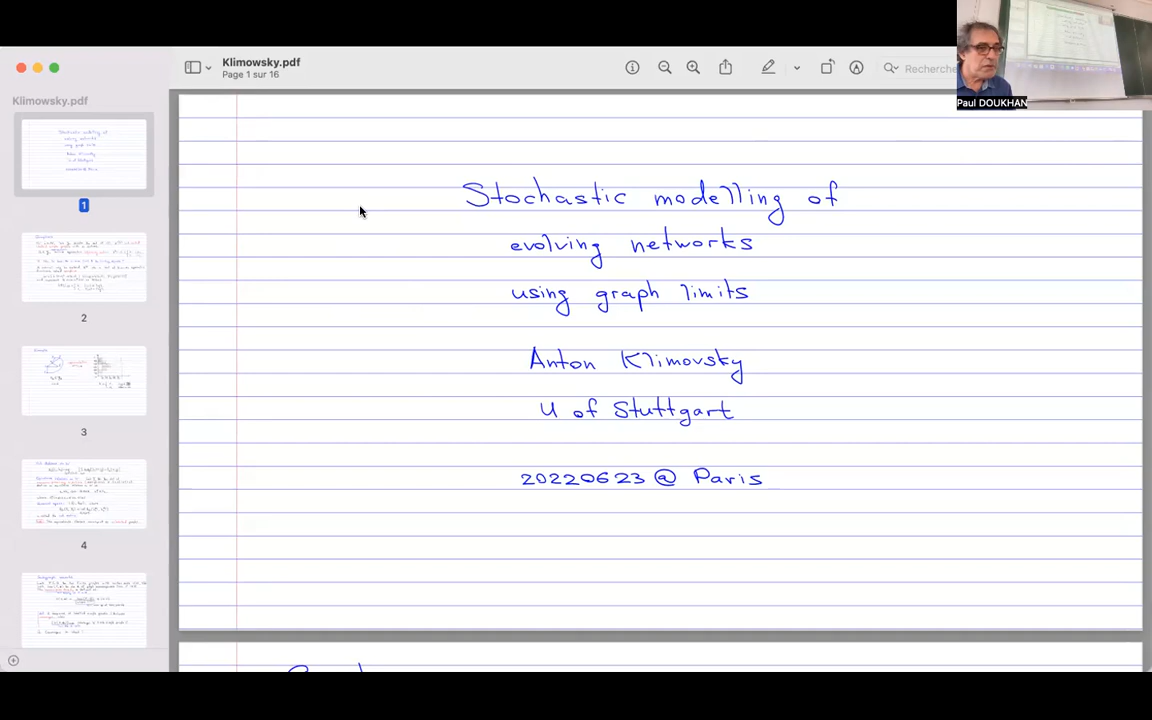 Klimowsky.pdf
Page 1 sur 16
Recherche
Paul DOUKHAN
Klimowsky.pdf
1
2
3
4
Stochastic modelling of
evolving networks
using graph limits
Anton Klimovsky
U of Stuttgart
20220623 @ Paris